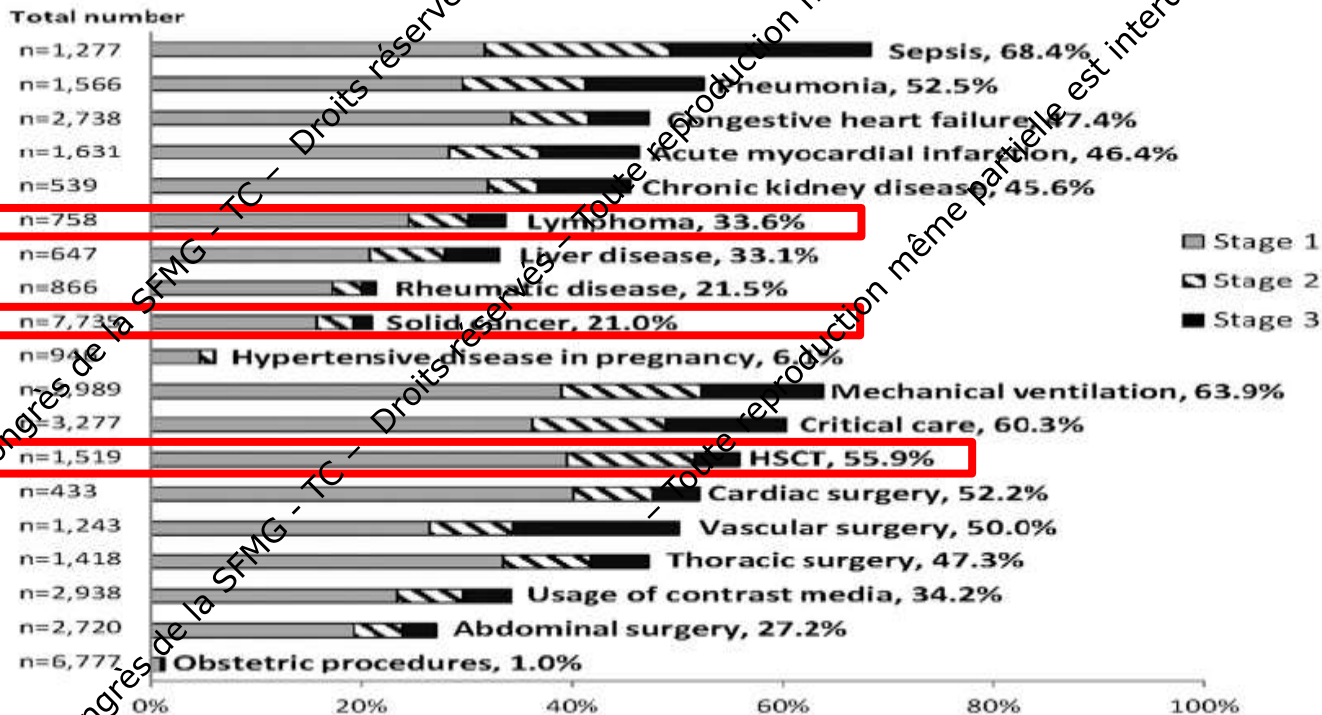 Total number
n=1,277 Sepsis, 68.4%
n=1,566 Pneumonia, 52.5%
n=2,738 Congestive heart failure, 47.4%
n=1,631 Acute myocardial infarction, 46.4%
n=539 Chronic kidney disease, 45.6%
n=758 Lymphoma, 33.6%
n=647 Liver disease, 33.1%
n=866 Rheumatic disease, 21.5%
n=7,735 Solid cancer, 21.0%
Hypertensive disease in pregnancy,
Mechanical ventilation, 63.9%
n=3,277 Critical care, 60.3%
n=1,519 HSCT, 55.9%
n=433 Cardiac surgery, 52.2%
n=1,243 Vascular surgery, 50.0%
n=1,418 Thoracic surgery, 47.3%
n=2,938 Usage of contrast media, 34.2%
n=2,720 Abdominal surgery, 27.2%
n=6,777 Obstetric procedures, 1.0%
0% 20% 40% 60% 80% 100%
Stage 1
Stage 2
Stage 3
Congrès de la SFMG - TC – Droits réservés
Congrès de la SFMG - TC – Droits réservés – Toute reproduction
– Toute reproduction même partielle est